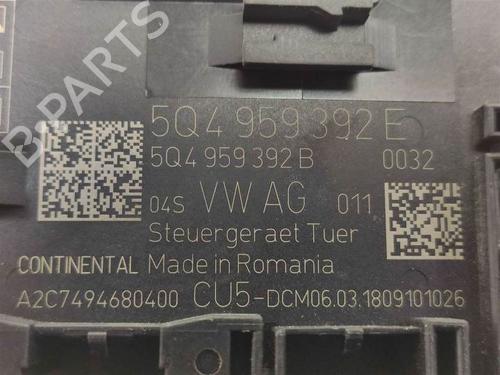 5Q4 959 392 E
5Q4 959 392 B 0032
04S VW AG 011
Steuergeraet Tuer
CONTINENTAL Made in Romania
A2C7494680400 CU5-DCM06.03.1809101026
B-PARTS